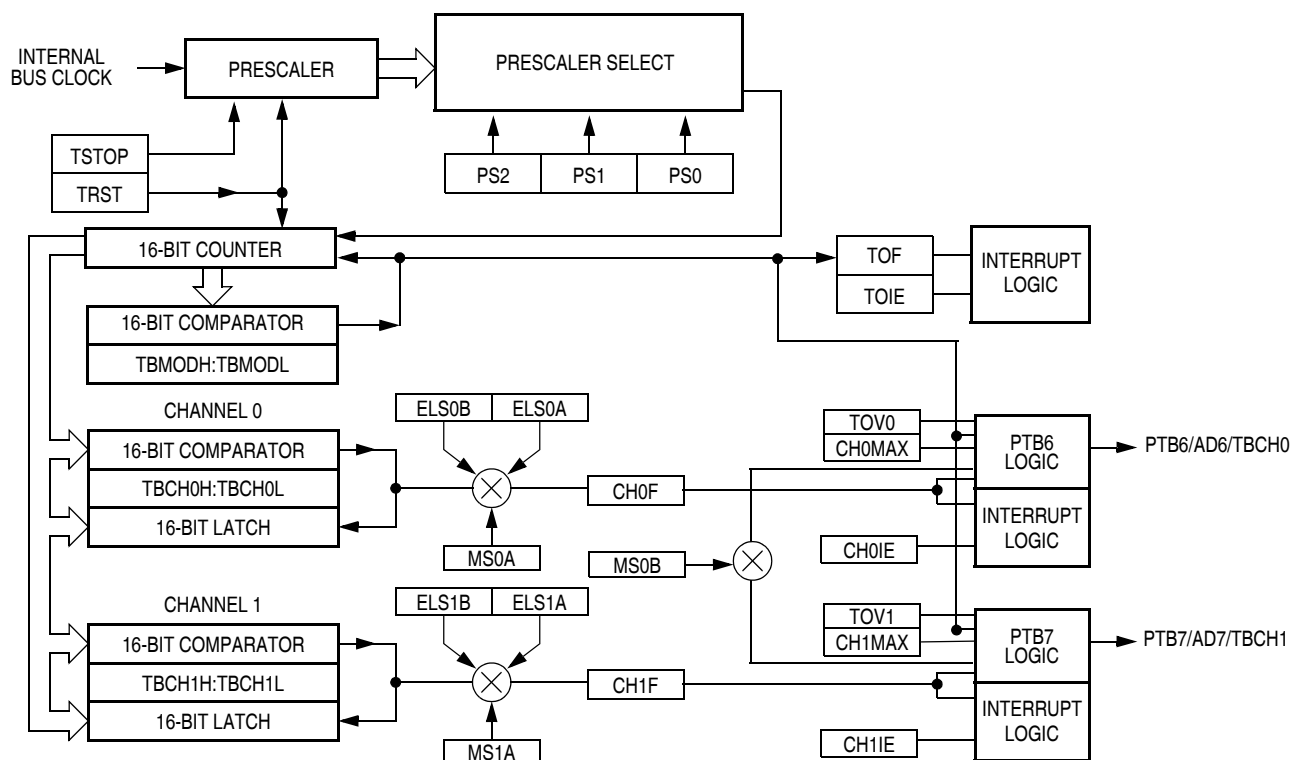 INTERNAL
BUS CLOCK
PRESCALER
PRESCALER SELECT
TSTOP
TRST
PS2
PS1
PS0
16-BIT COUNTER
TOF
TOIE
INTERRUPT
LOGIC
16-BIT COMPARATOR
TBMODH:TBMODL
CHANNEL 0
ELS0B
ELS0A
16-BIT COMPARATOR
TBCH0H:TBCH0L
16-BIT LATCH
MS0A
CH0F
MS0B
TOV0
CH0MAX
PTB6
LOGIC
PTB6/AD6/TBCH0
INTERRUPT
LOGIC
CH0IE
CHANNEL 1
ELS1B
ELS1A
16-BIT COMPARATOR
TBCH1H:TBCH1L
16-BIT LATCH
MS1A
CH1F
TOV1
CH1MAX
PTB7
LOGIC
PTB7/AD7/TBCH1
INTERRUPT
LOGIC
CH1IE